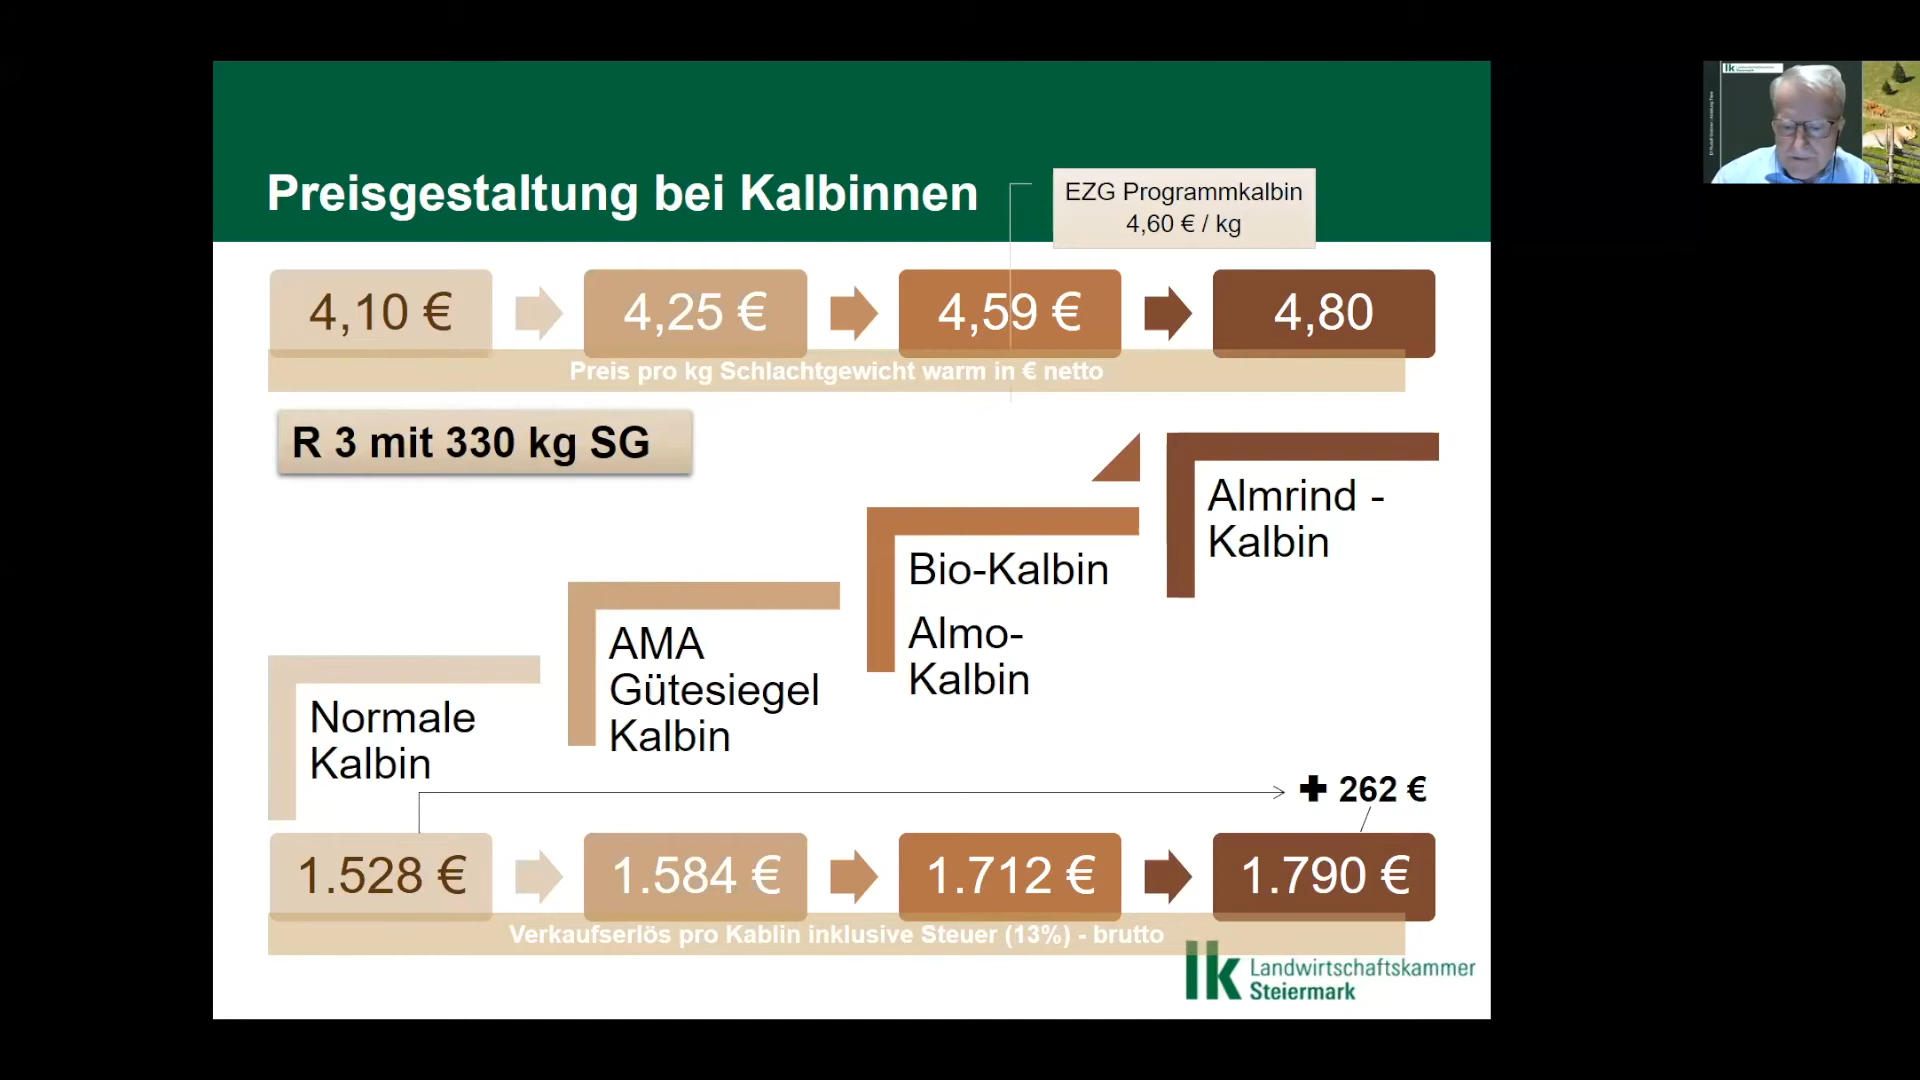 Preisgestaltung bei Kalbinnen
EZG Programmkalbin
4,60 € / kg
4,10 €
4,25 €
4,59 €
4,80
Preis pro kg Schlachtgewicht warm in € netto
R 3 mit 330 kg SG
Almrind -
Kalbin
Bio-Kalbin
Almo-
Kalbin
AMA
Gütesiegel
Kalbin
Normale
Kalbin
+ 262 €
1.528 €
1.584 €
1.712 €
1.790 €
Verkaufserlös pro Kablin inklusive Steuer (13%) - brutto
lk Landwirtschaftskammer
Steiermark
lk